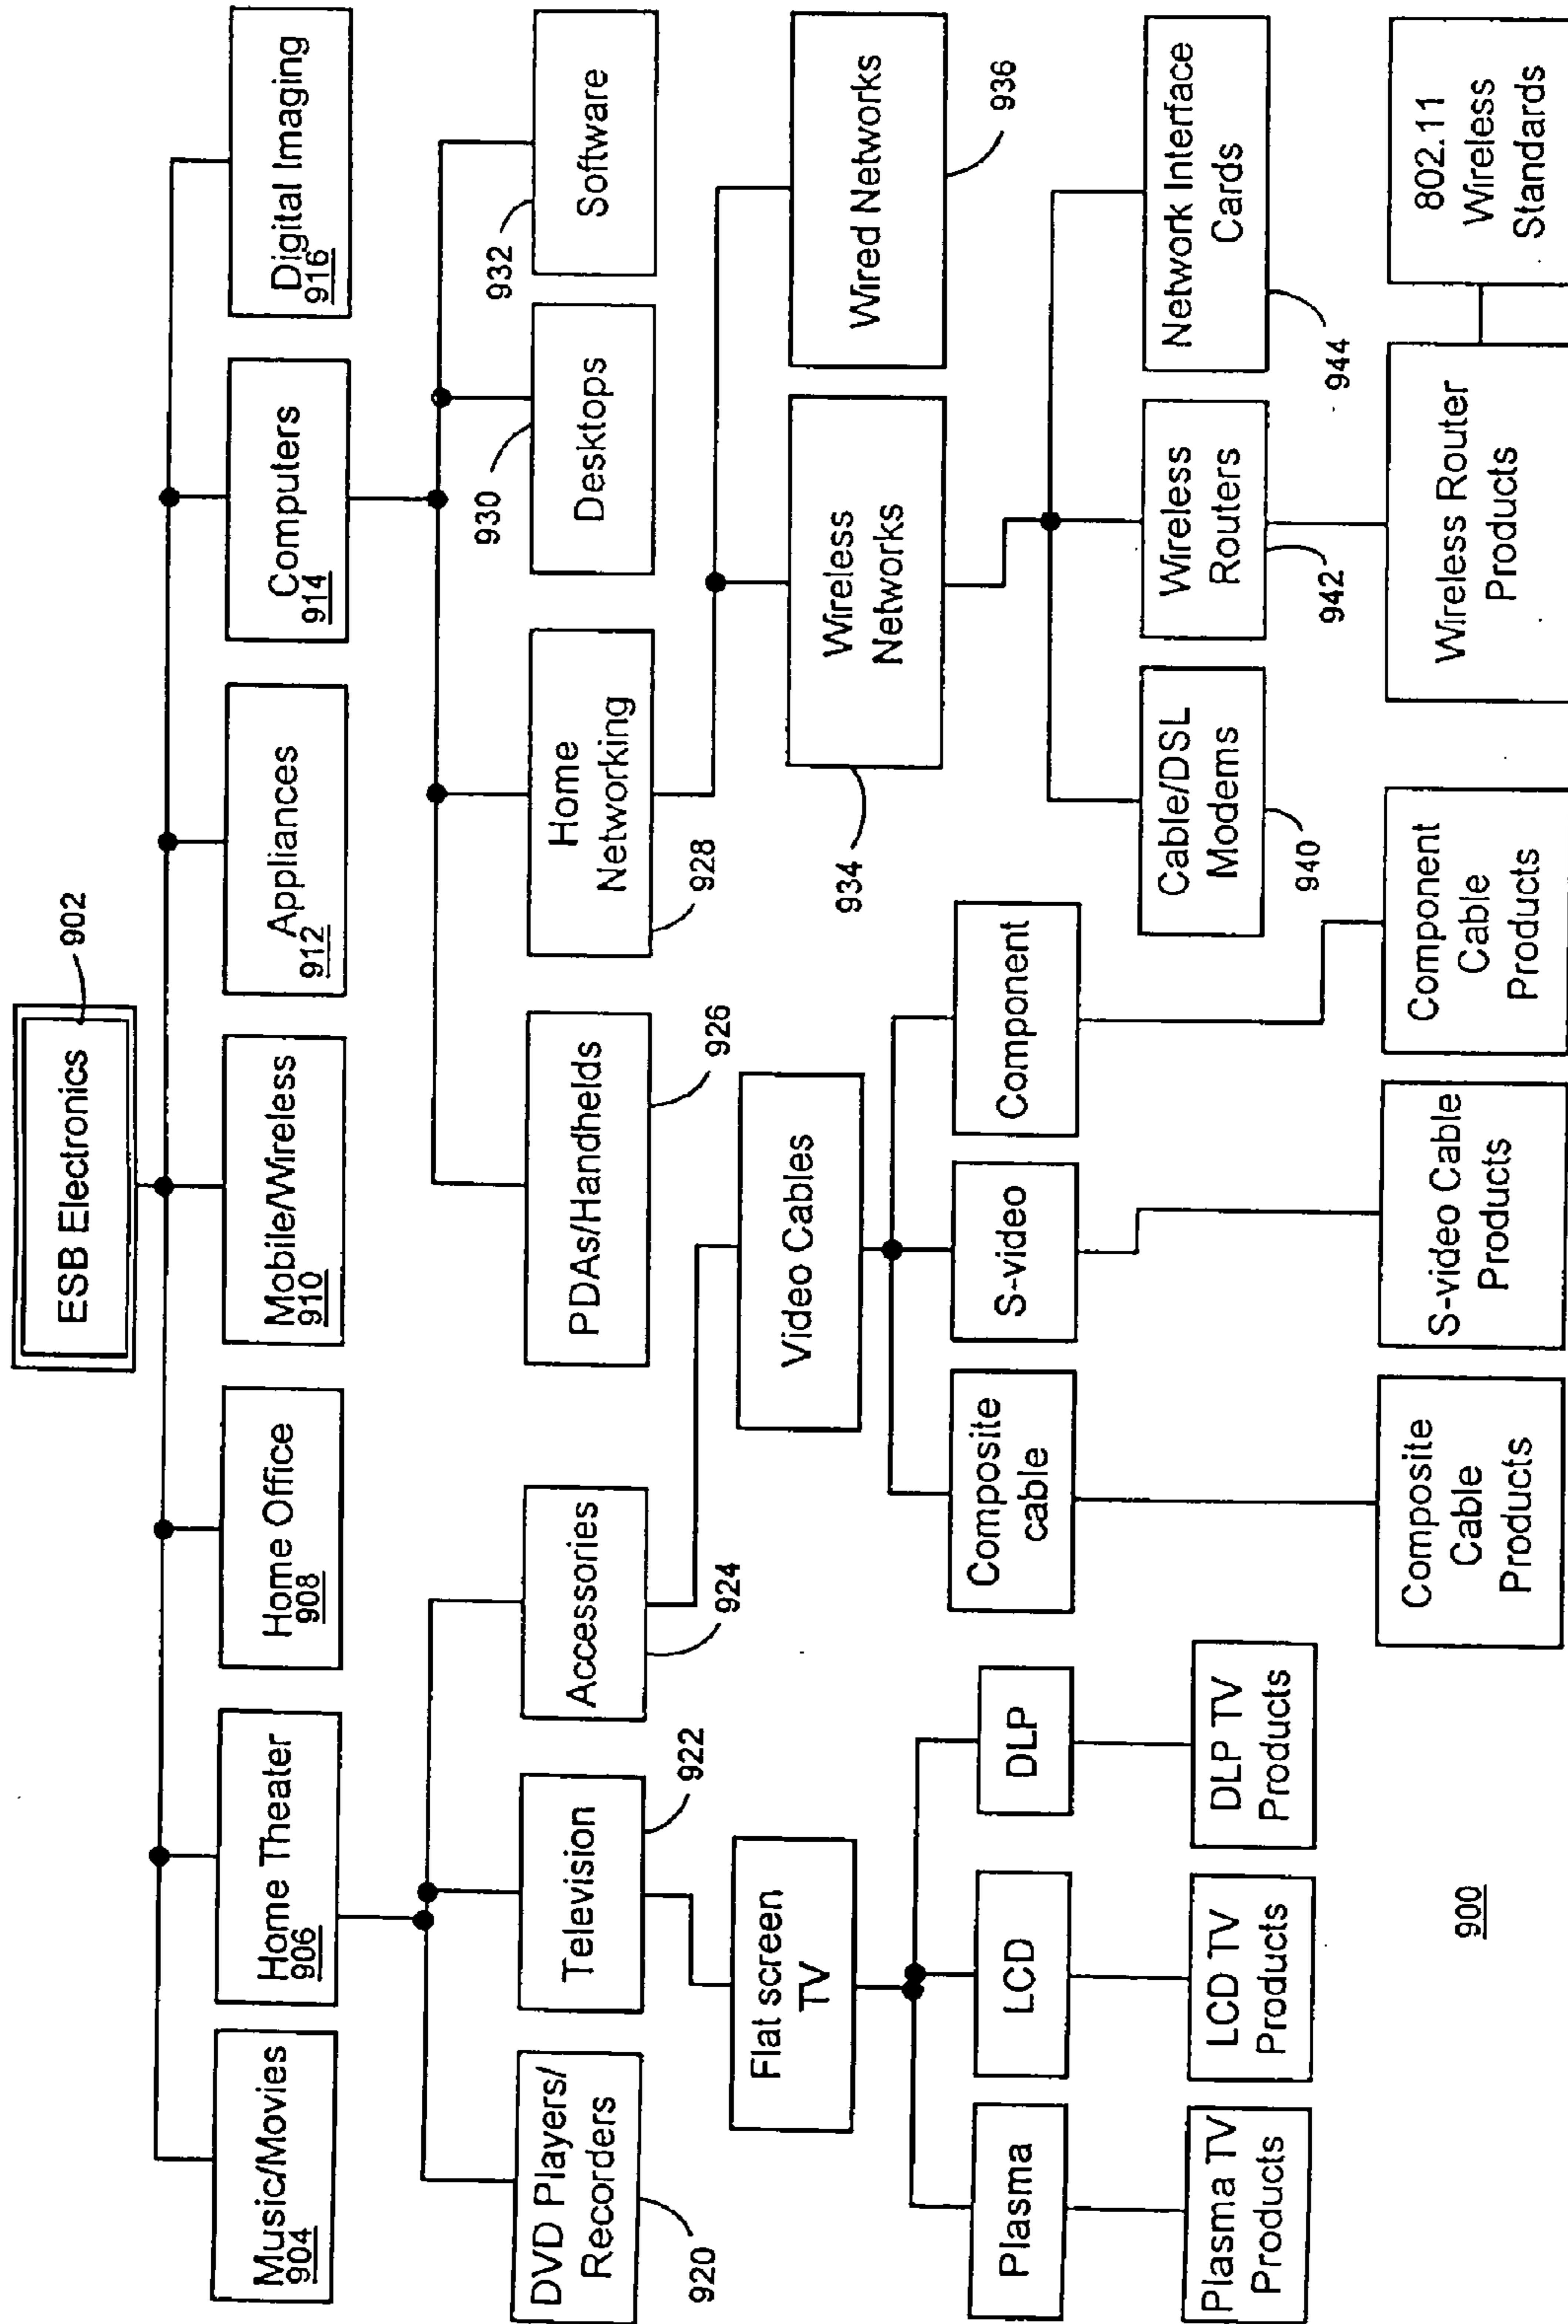 ESB Electronics
902
Music/Movies
904
Home Theater
906
Home Office
908
Mobile/Wireless
910
Appliances
912
Computers
914
Digital Imaging
916
DVD Players/
Recorders
920
Television
922
Accessories
924
PDAs/Handhelds
926
Home
Networking
928
Desktops
930
Software
932
Flat screen
TV
Video Cables
Wireless
Networks
934
Wired Networks
936
Plasma
LCD
DLP
Composite
cable
S-video
Component
Cable/DSL
Modems
940
Wireless
Routers
942
Network Interface
Cards
944
Plasma TV
Products
LCD TV
Products
DLP TV
Products
Composite
Cable
Products
S-video Cable
Products
Component
Cable
Products
Wireless Router
Products
802.11
Wireless
Standards
900